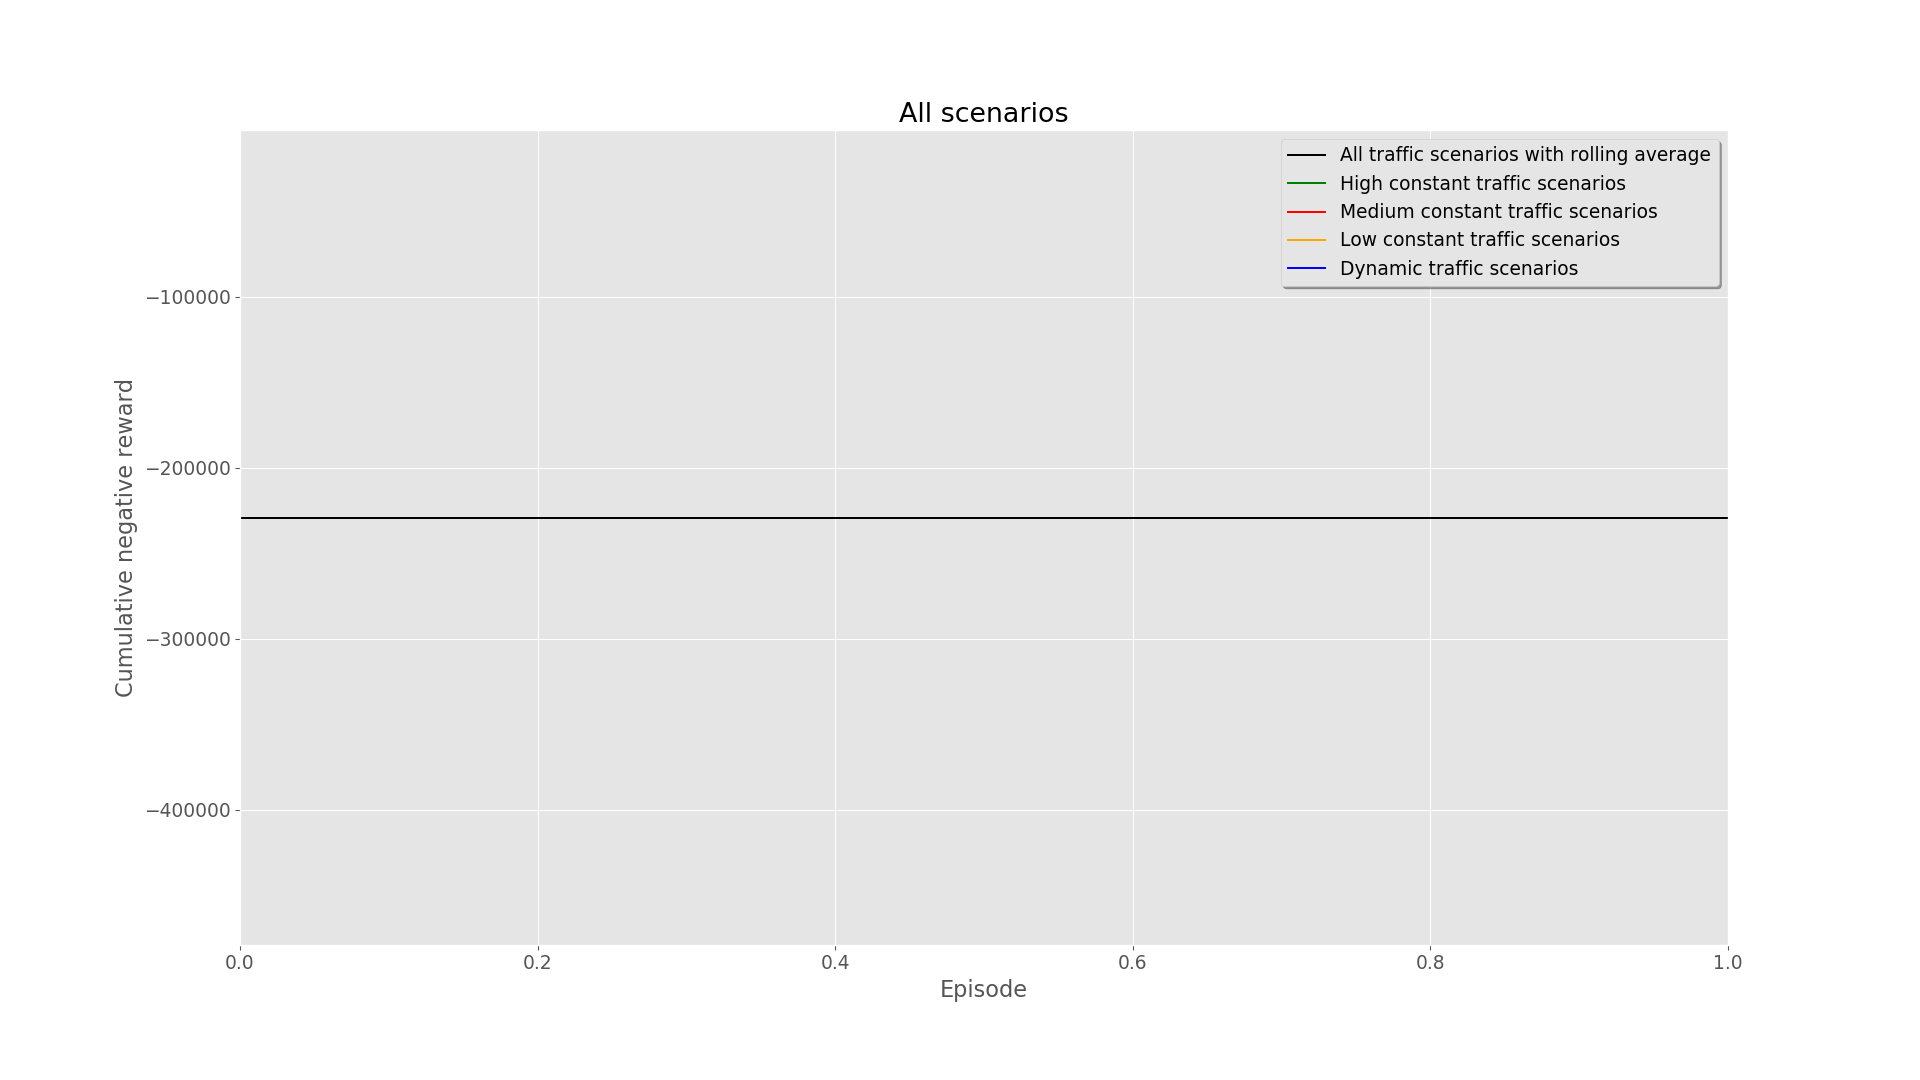 All scenarios
All traffic scenarios with rolling average
High constant traffic scenarios
Medium constant traffic scenarios
Low constant traffic scenarios
Dynamic traffic scenarios
−100000
−200000
−300000
−400000
Cumulative negative reward
0.0 0.2 0.4 0.6 0.8 1.0
Episode